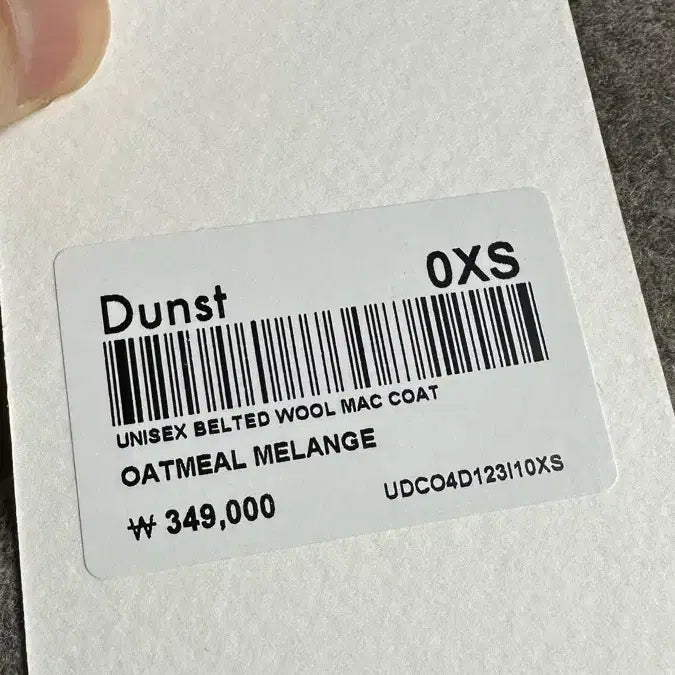 Dunst
0XS
UNISEX BELTED WOOL MAC COAT
OATMEAL MELANGE
₩ 349,000
UDCO4D123I10XS